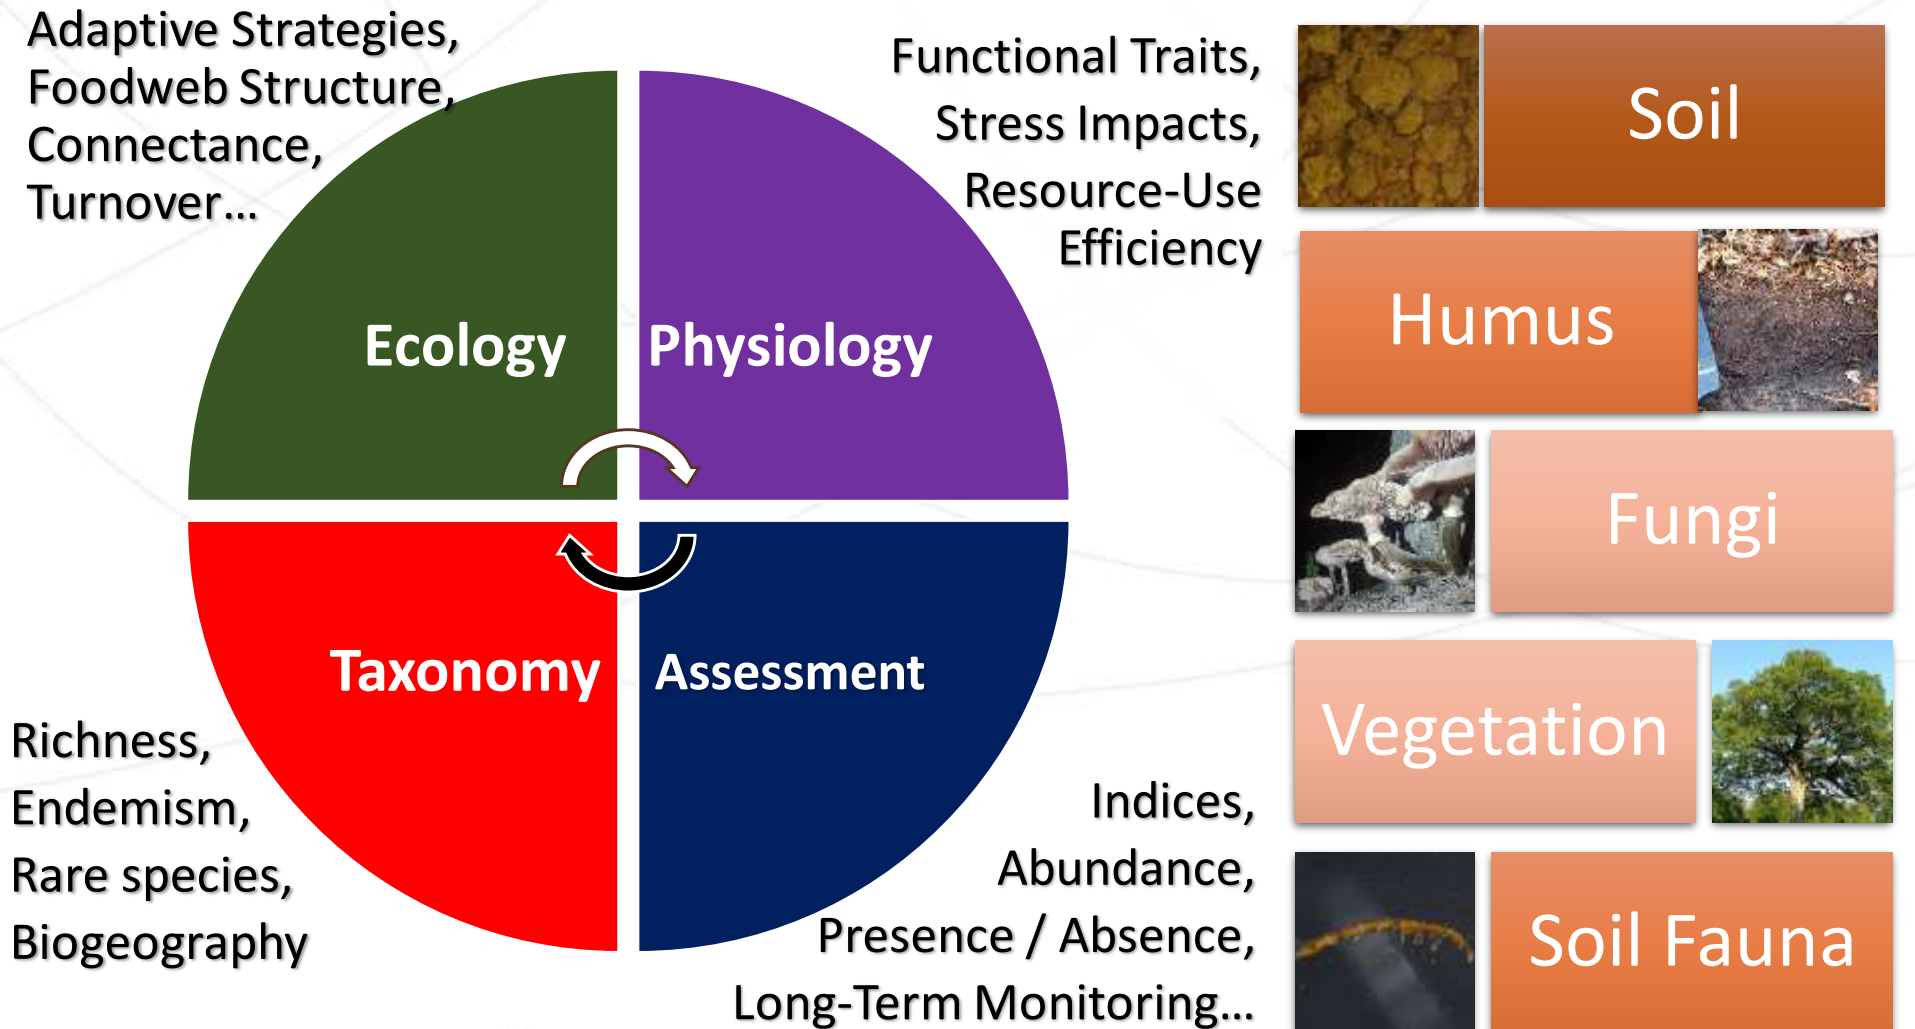 Adaptive Strategies,
Foodweb Structure,
Connectance,
Turnover…
Functional Traits,
Stress Impacts,
Resource-Use
Efficiency
Ecology
Physiology
Taxonomy
Assessment
Richness,
Endemism,
Rare species,
Biogeography
Indices,
Abundance,
Presence / Absence,
Long-Term Monitoring…
Soil
Humus
Fungi
Vegetation
Soil Fauna